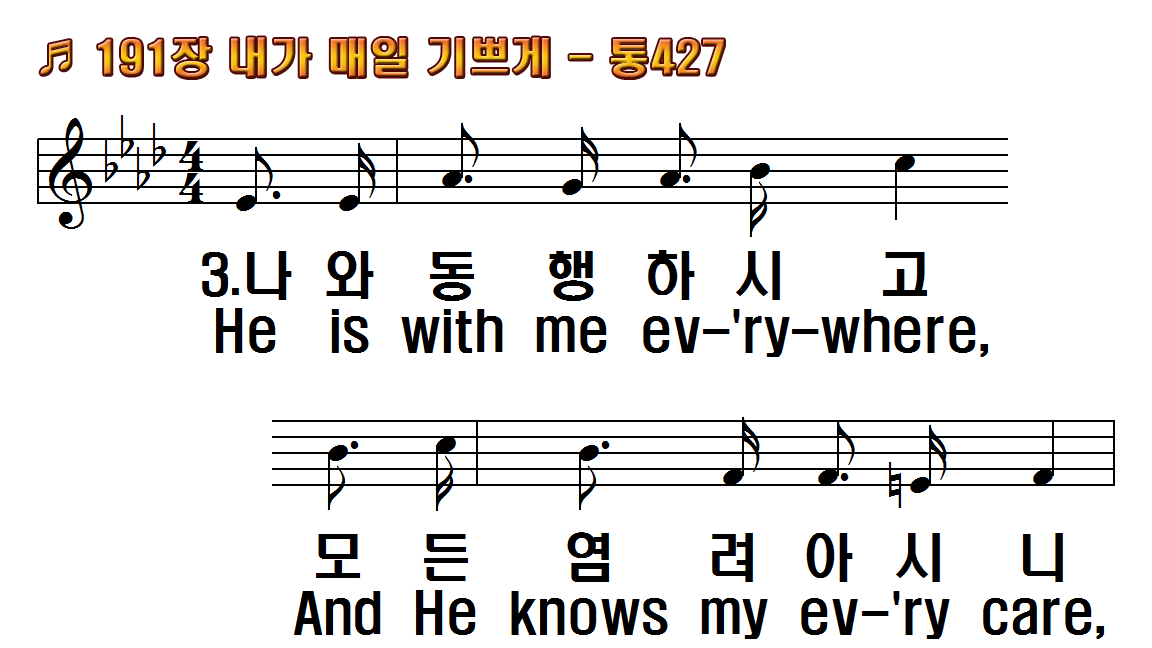 ♬ 191장 내가 매일 기쁘게 - 통427
3.나 와 동 행 하 시 고
He is with me ev-'ry-where,
모 든 염 려 아 시 니
And He knows my ev-'ry care,